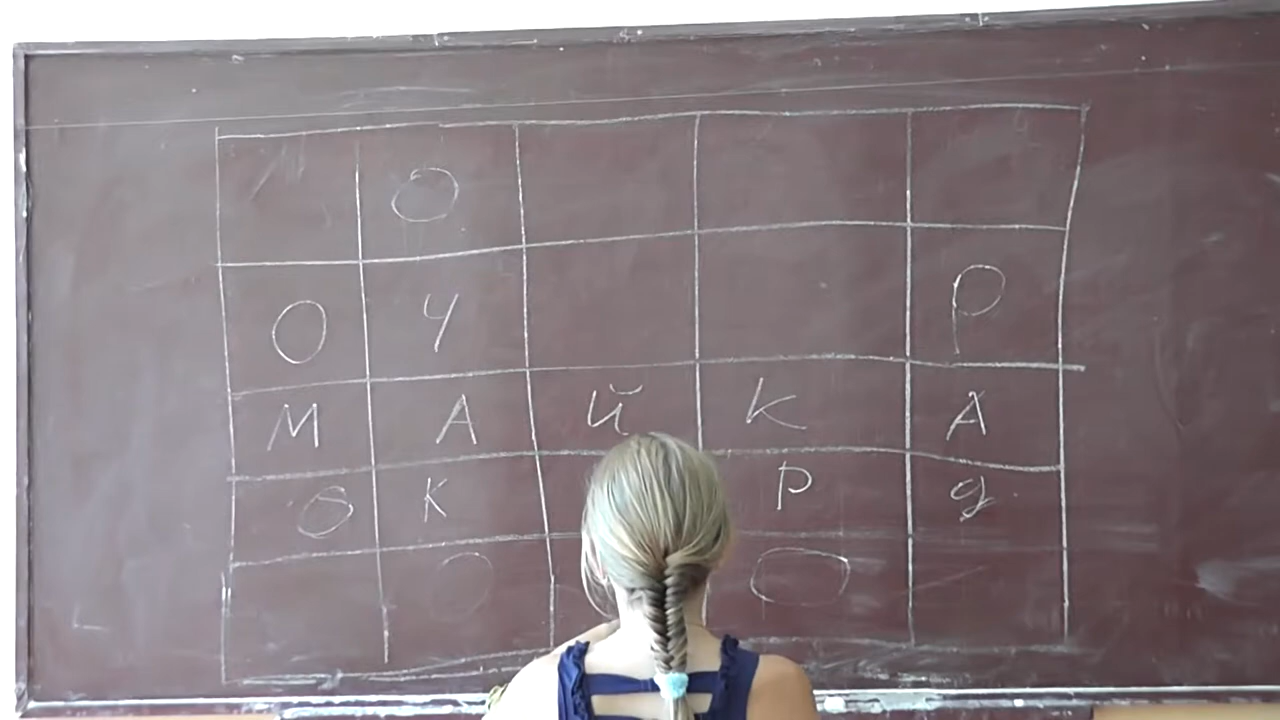 О
О Ч Р
М А Й К А
О К Р д
О О